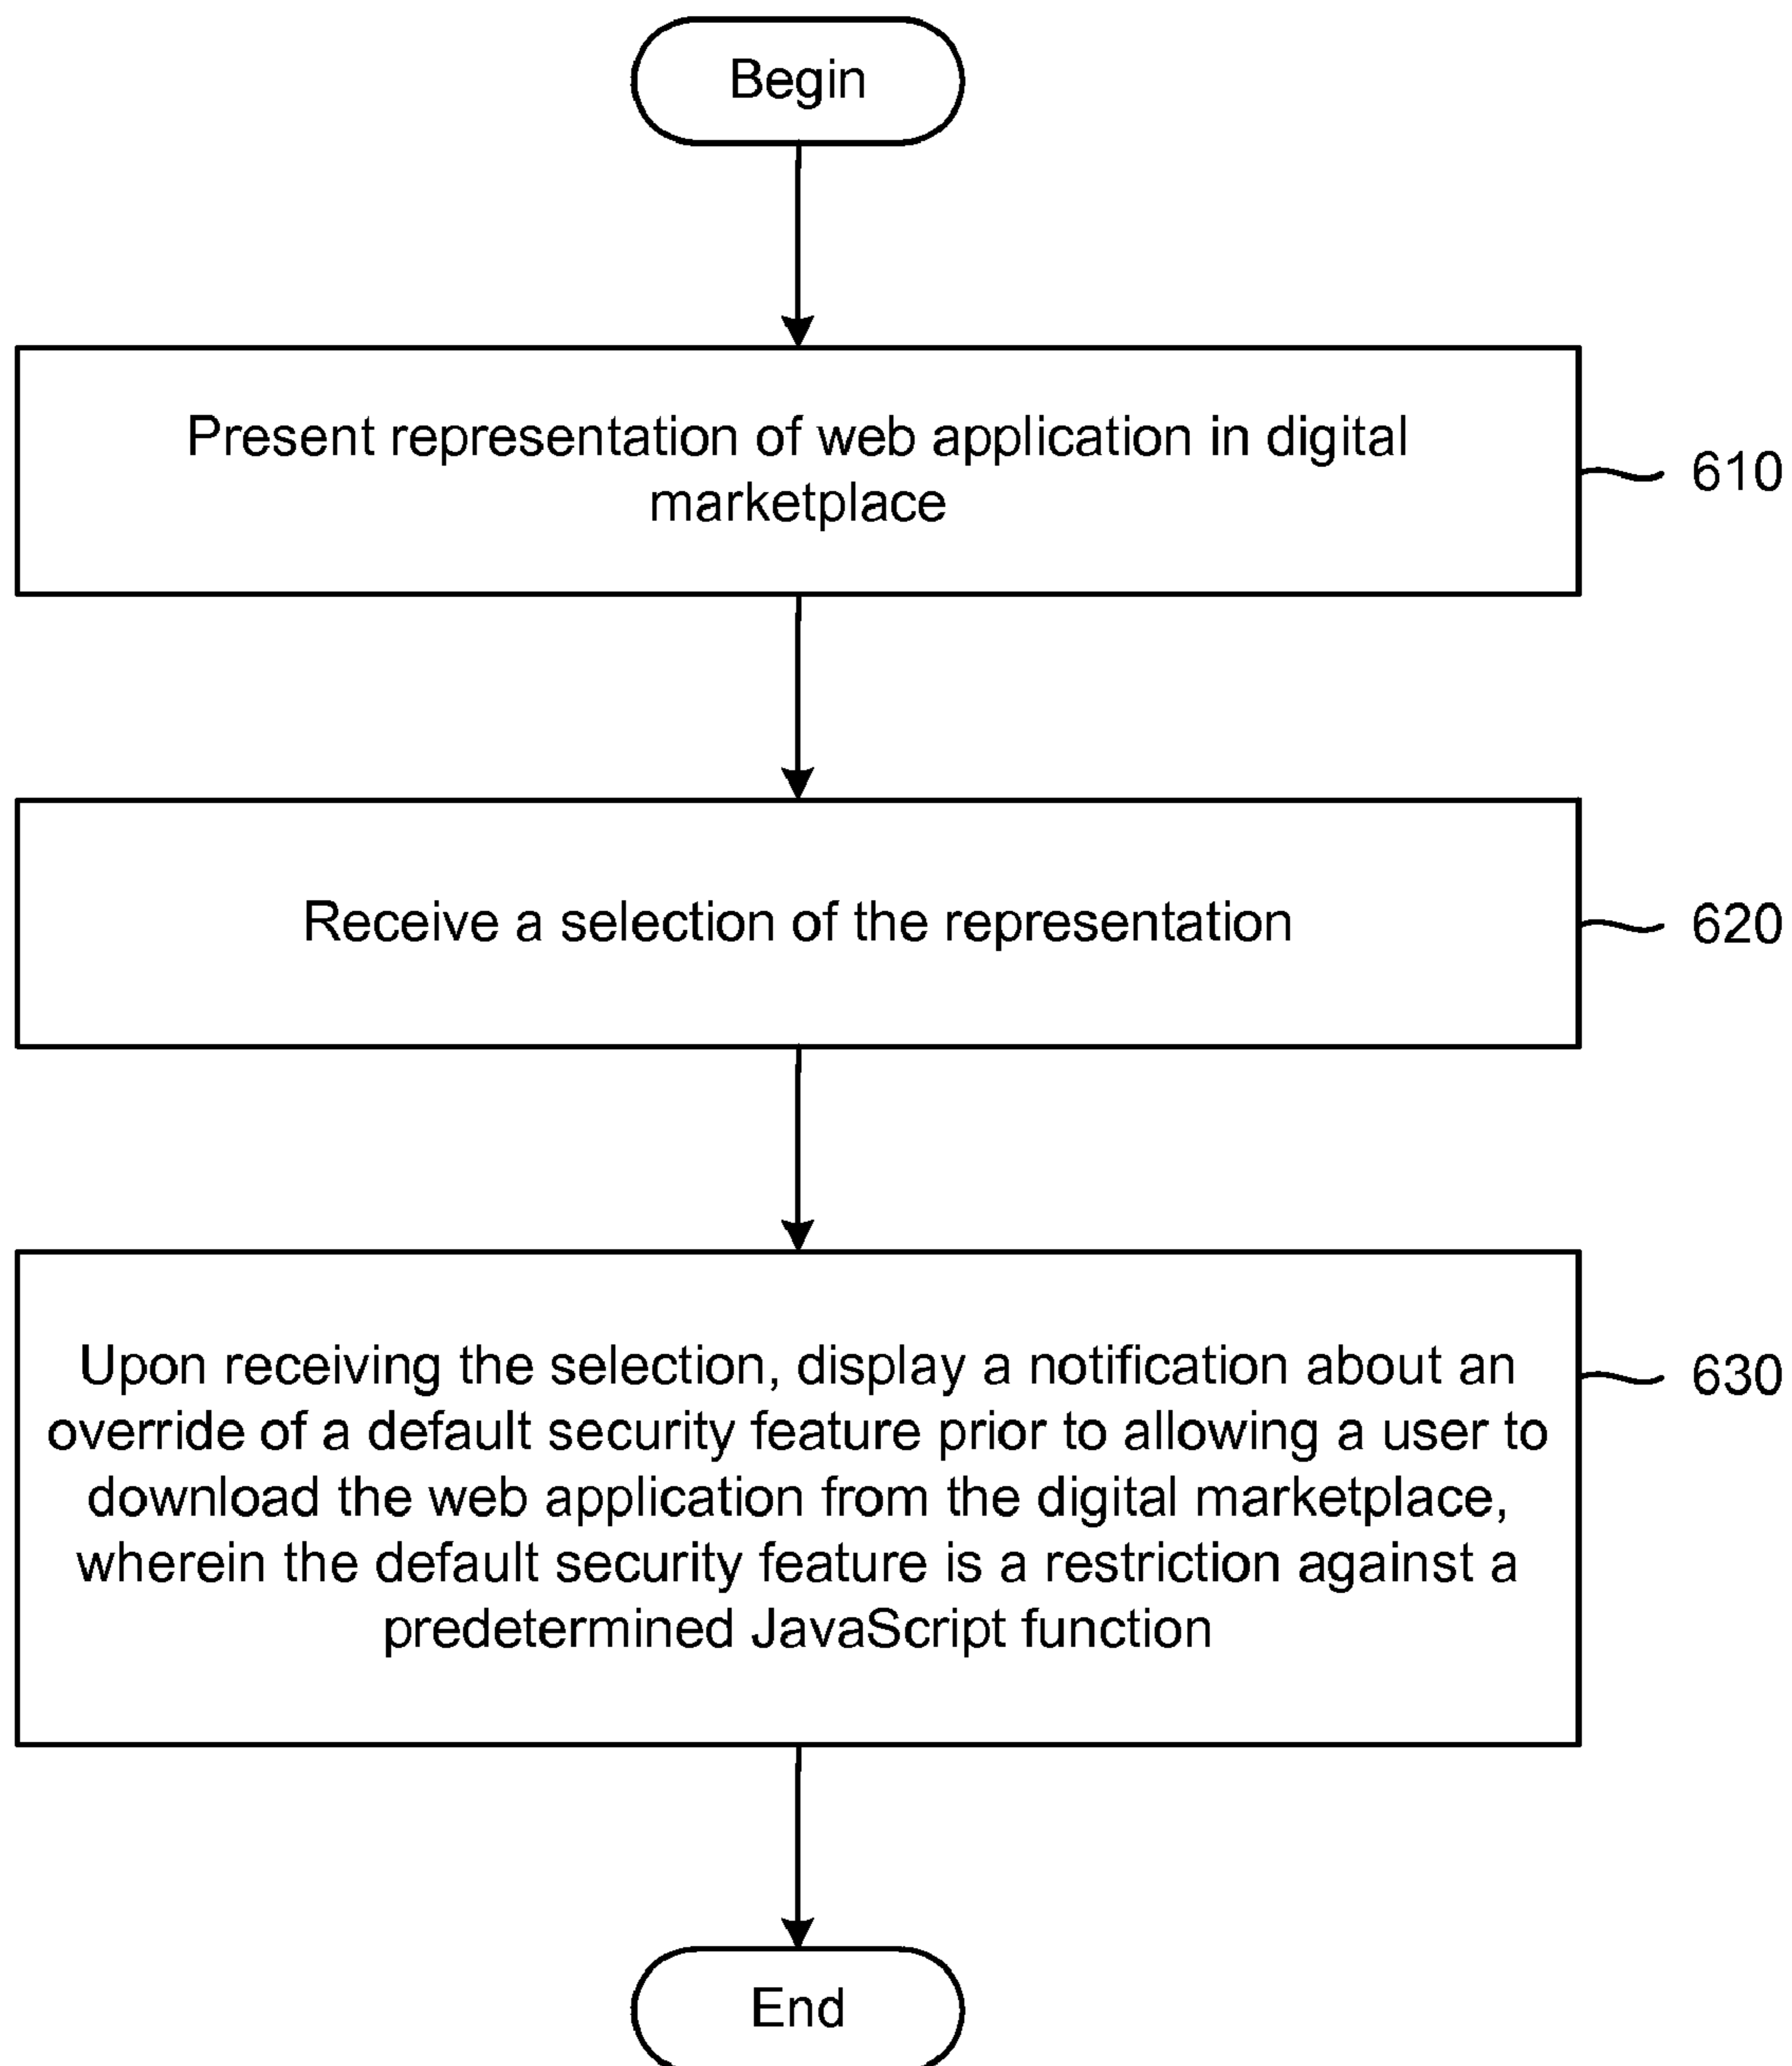 Begin
Present representation of web application in digital
marketplace
610
Receive a selection of the representation
620
Upon receiving the selection, display a notification about an
override of a default security feature prior to allowing a user to
download the web application from the digital marketplace,
wherein the default security feature is a restriction against a
predetermined JavaScript function
630
End